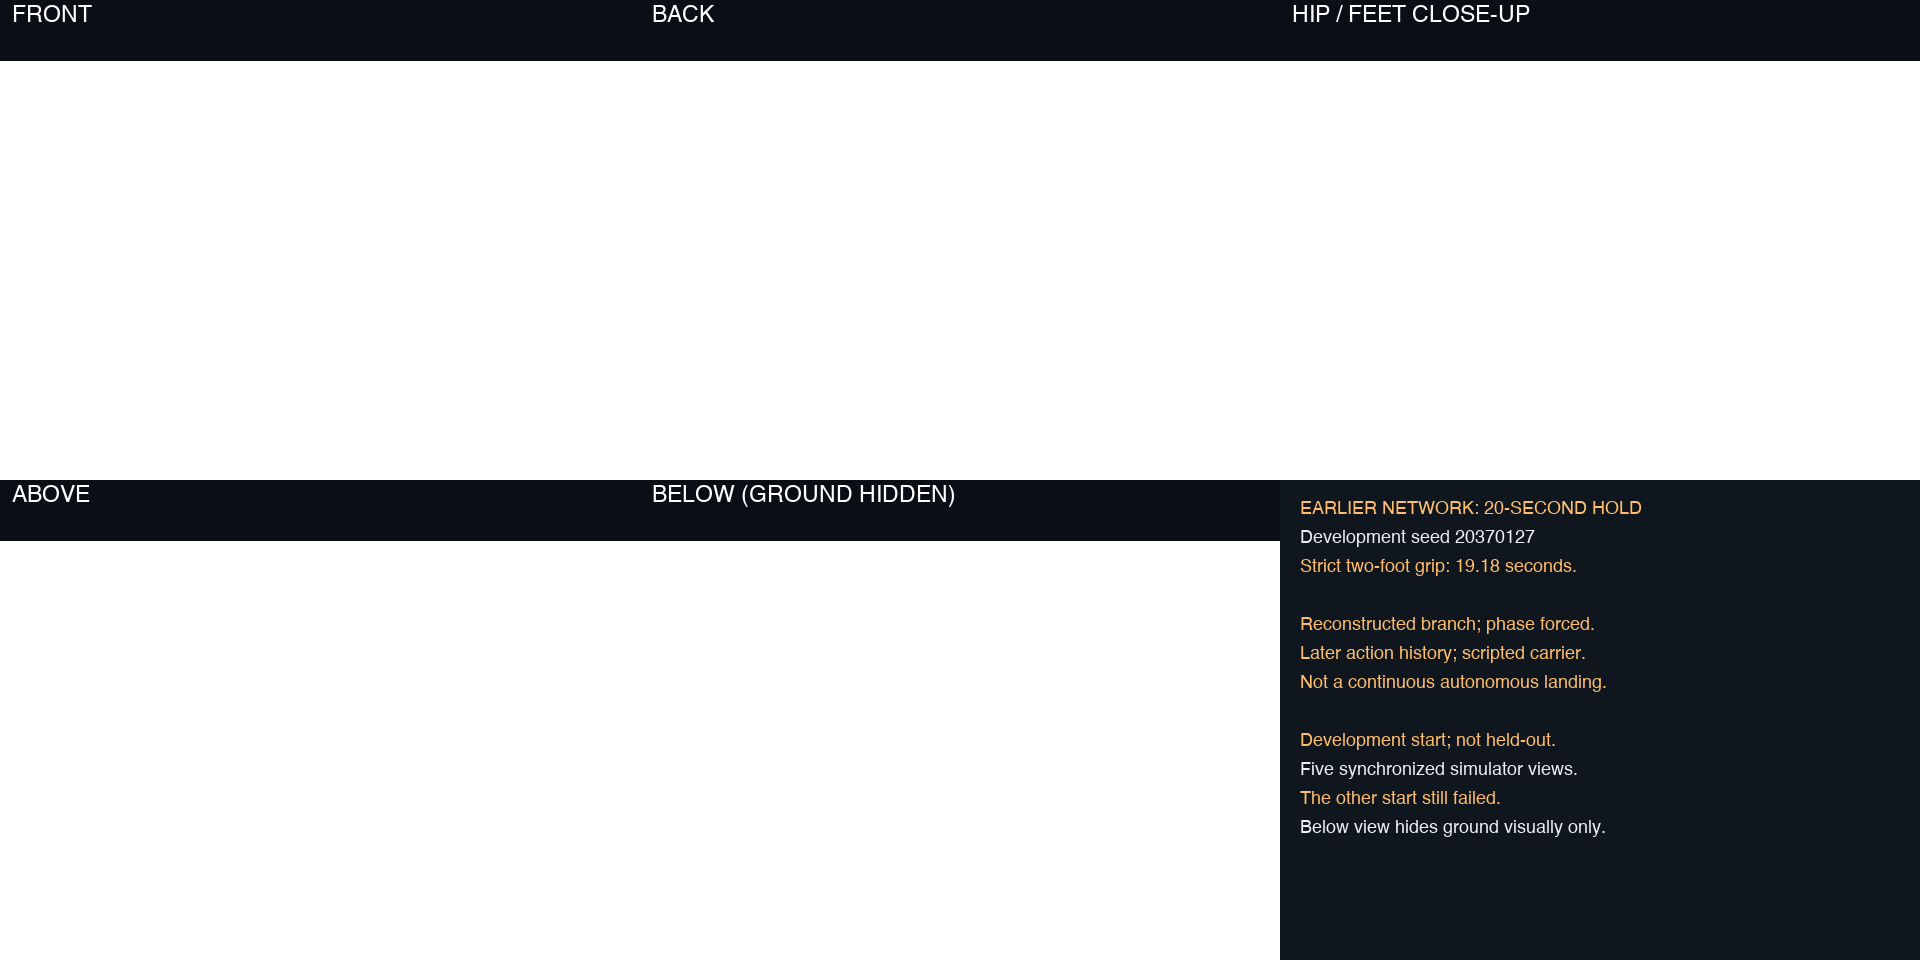 FRONT
BACK
HIP / FEET CLOSE-UP
ABOVE
BELOW (GROUND HIDDEN)
EARLIER NETWORK: 20-SECOND HOLD
Development seed 20370127
Strict two-foot grip: 19.18 seconds.
Reconstructed branch; phase forced.
Later action history; scripted carrier.
Not a continuous autonomous landing.
Development start; not held-out.
Five synchronized simulator views.
The other start still failed.
Below view hides ground visually only.